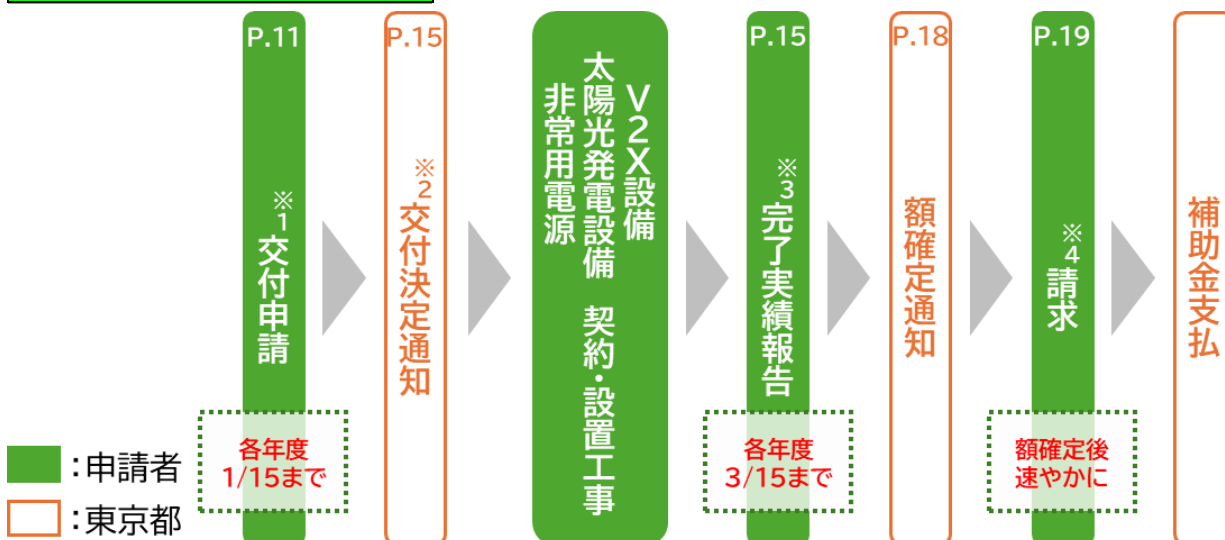 P.11
※1交付申請
各年度
1/15まで
P.15
※2交付決定通知
V2X設備
太陽光発電設備 契約・設置工事
非常用電源
P.15
※3完了実績報告
各年度
3/15まで
P.18
額確定通知
P.19
※4請求
額確定後
速やかに
補助金支払
：申請者
：東京都